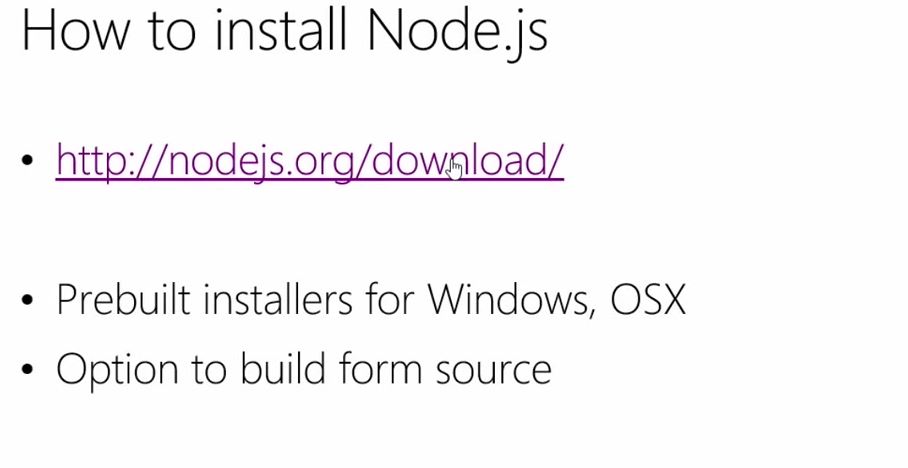 How to install Node.js
• http://nodejs.org/download/
• Prebuilt installers for Windows, OSX
• Option to build form source